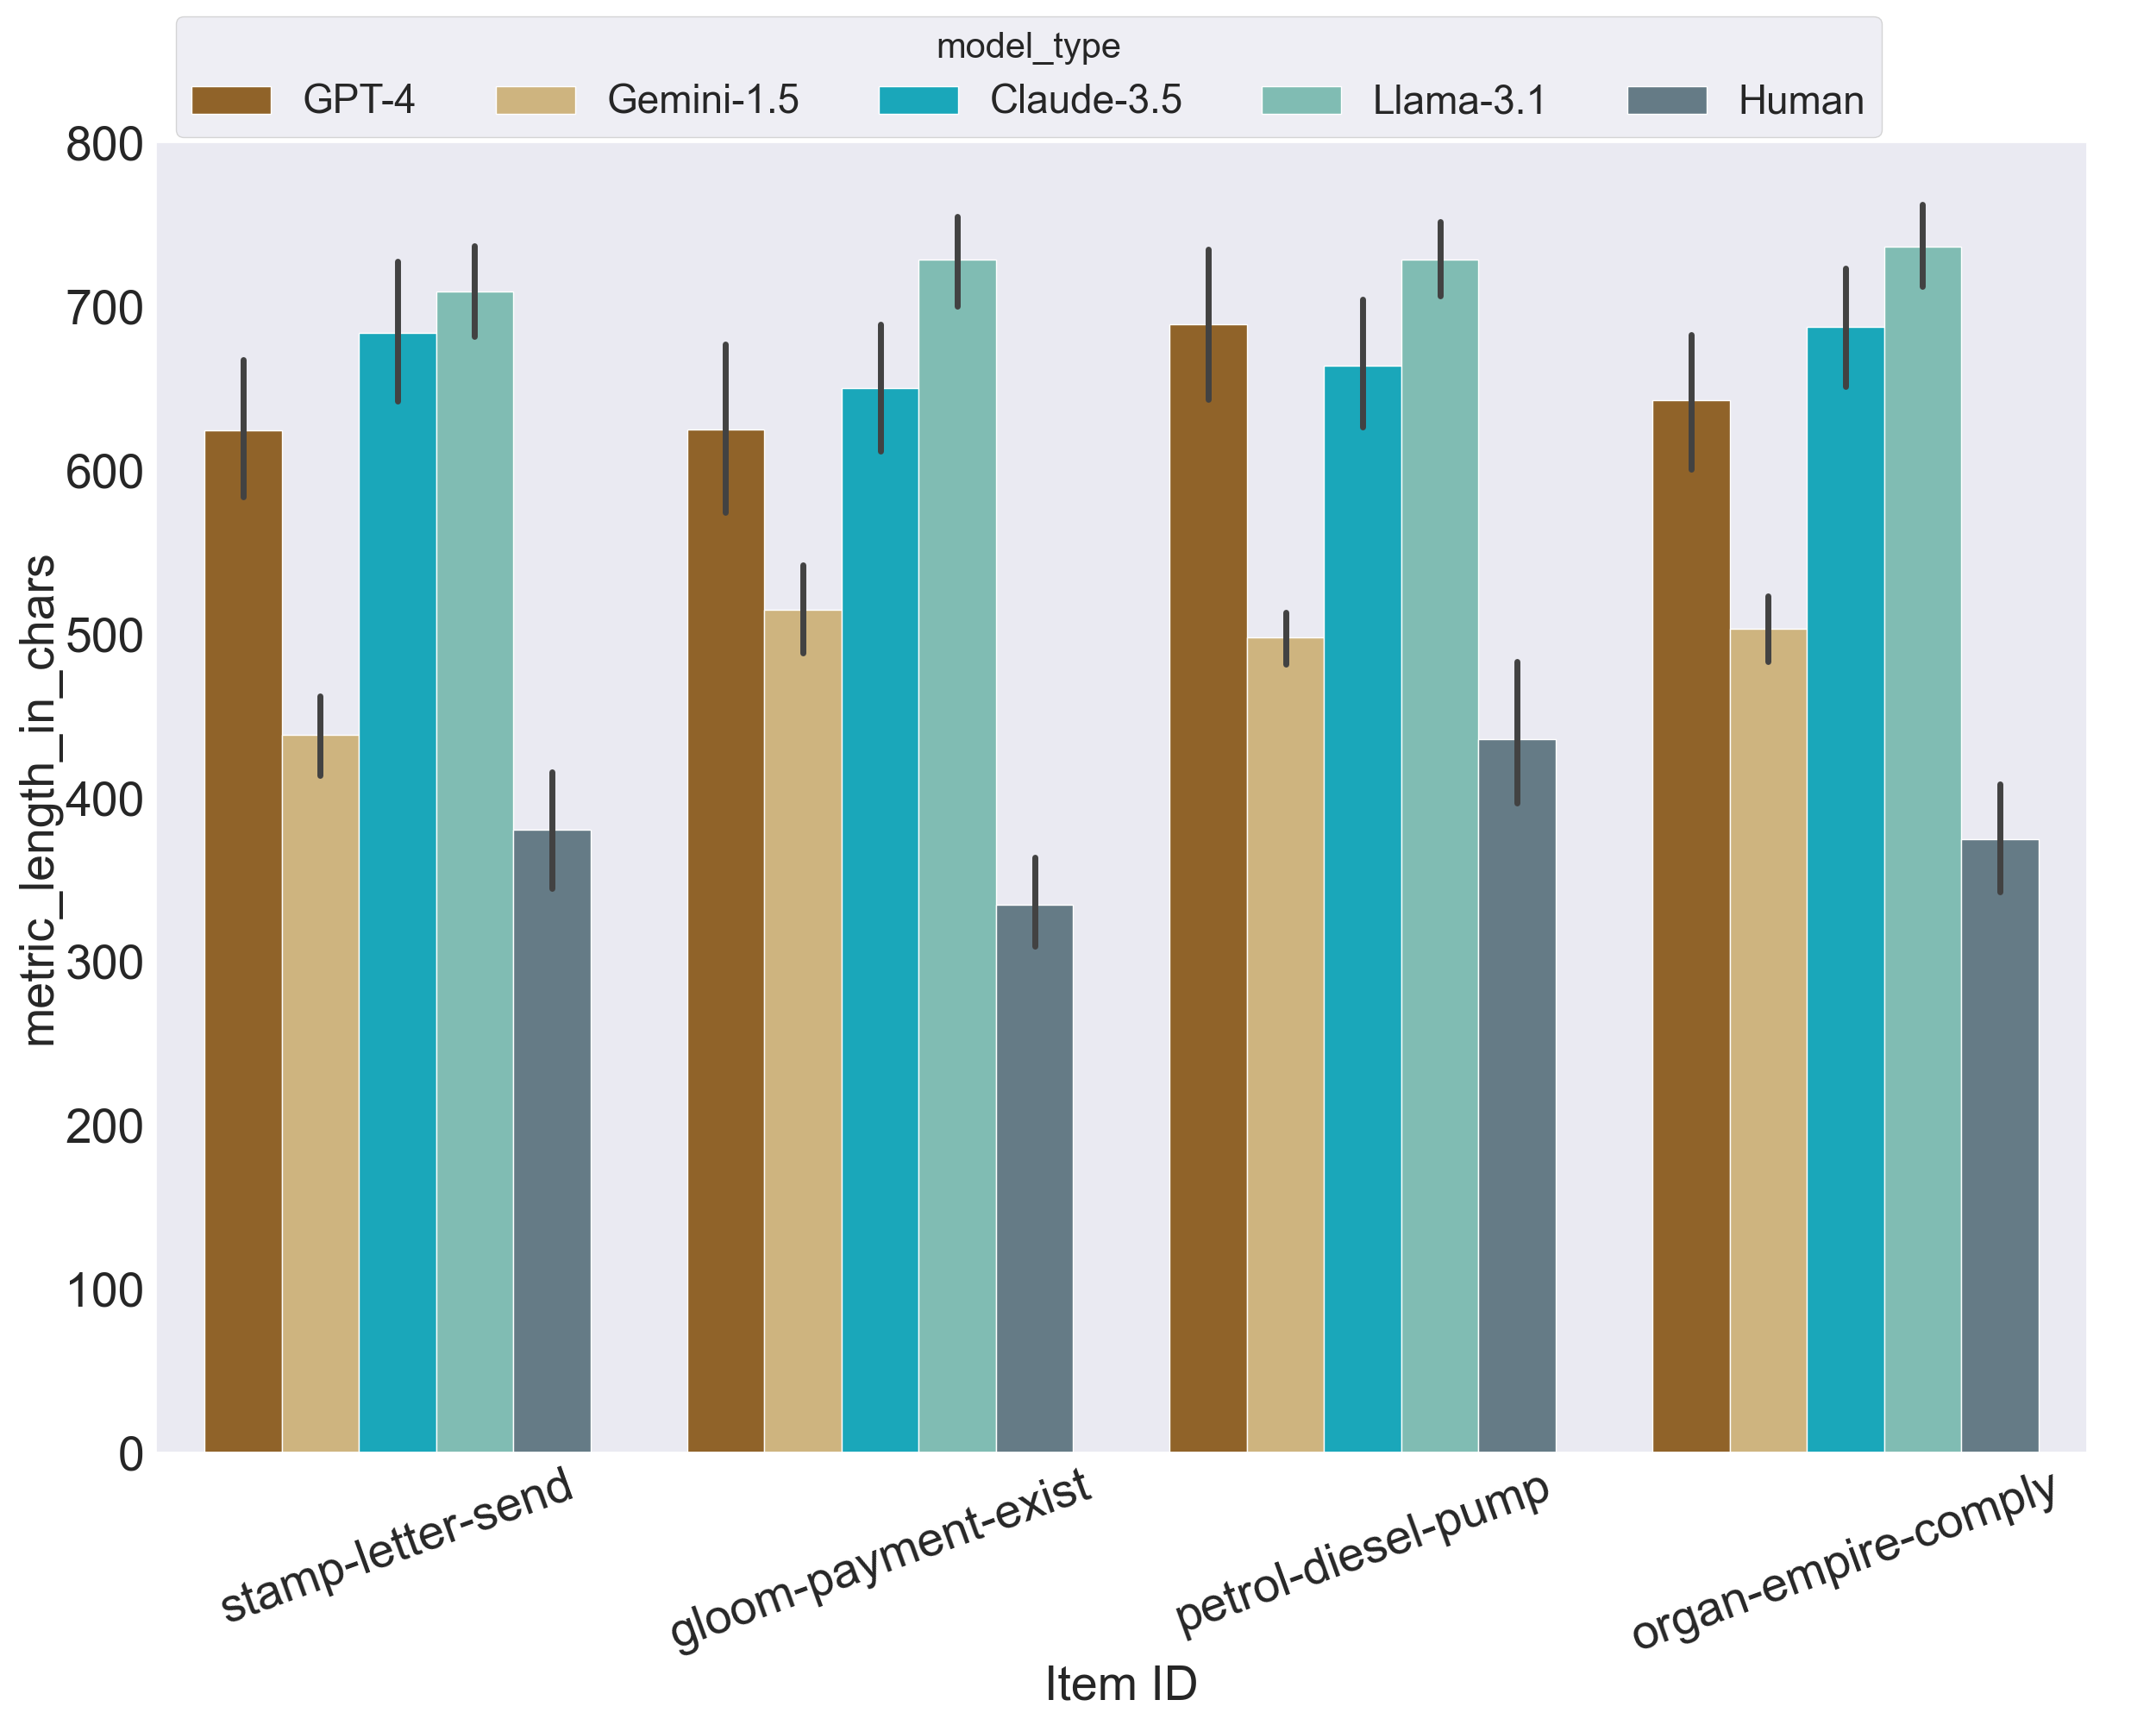 model_type
GPT-4 Gemini-1.5 Claude-3.5 Llama-3.1 Human
metric_length_in_chars
800
700
600
500
400
300
200
100
0
stamp-letter-send gloom-payment-exist petrol-diesel-pump organ-empire-comply
Item ID